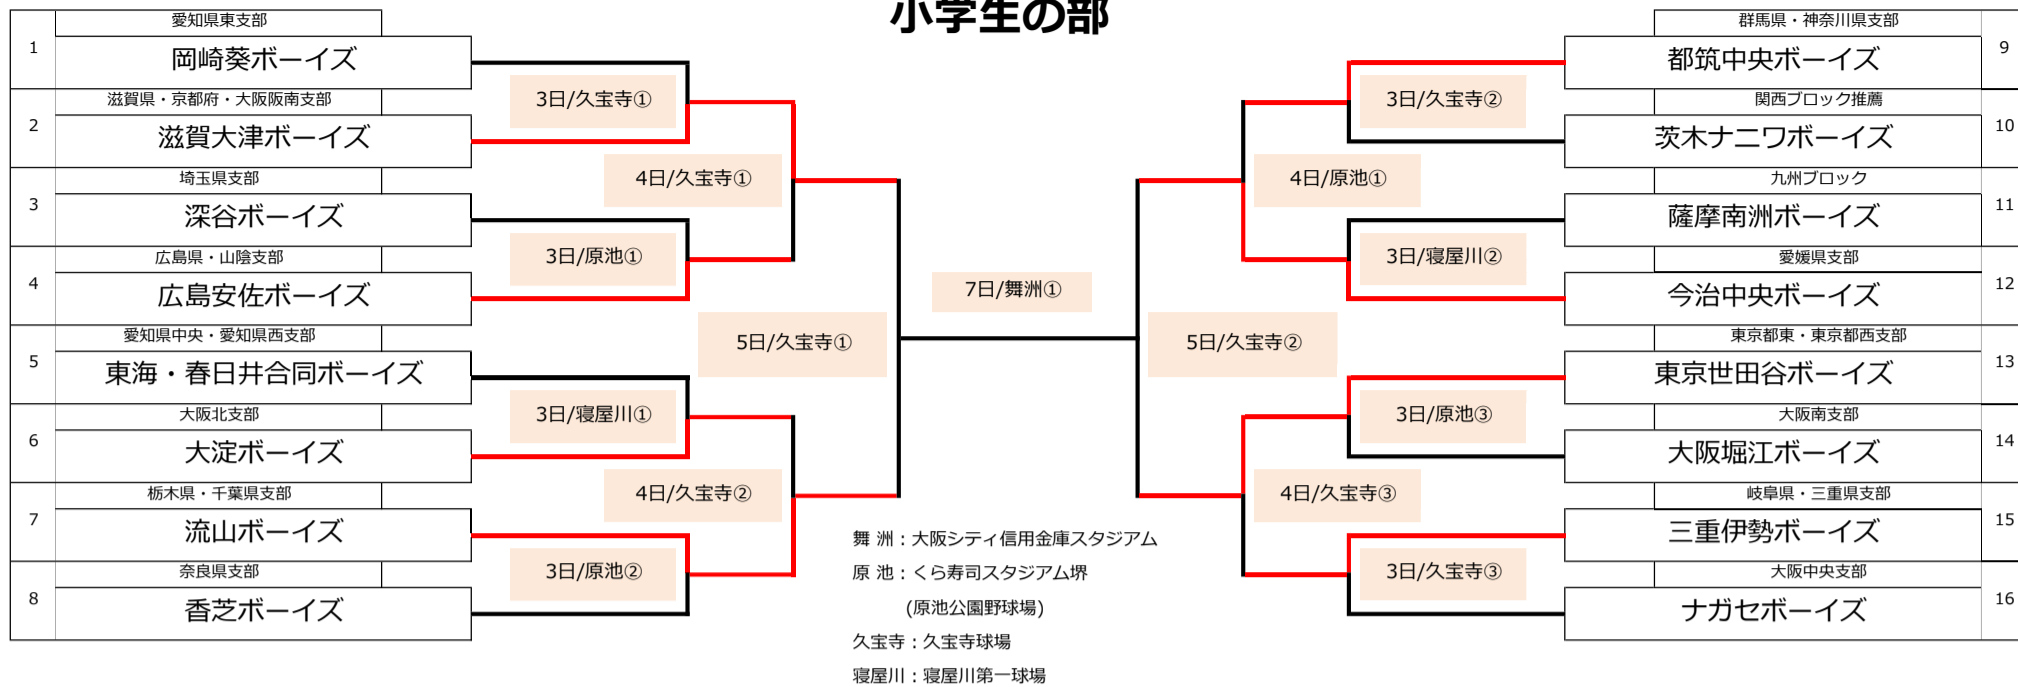 小学生の部
愛知県東支部
1
岡崎葵ボーイズ
滋賀県・京都府・大阪阪南支部
2
滋賀大津ボーイズ
埼玉県支部
3
深谷ボーイズ
広島県・山陰支部
4
広島安佐ボーイズ
愛知県中央・愛知県西支部
5
東海・春日井合同ボーイズ
大阪北支部
6
大淀ボーイズ
栃木県・千葉県支部
7
流山ボーイズ
奈良県支部
8
香芝ボーイズ
3日/久宝寺①
4日/久宝寺①
3日/原池①
5日/久宝寺①
3日/寝屋川①
4日/久宝寺②
3日/原池②
7日/舞洲①
舞 洲：大阪シティ信用金庫スタジアム
原 池：くら寿司スタジアム堺
(原池公園野球場)
久宝寺：久宝寺球場
寝屋川：寝屋川第一球場
3日/久宝寺②
4日/原池①
3日/寝屋川②
5日/久宝寺②
3日/原池③
4日/久宝寺③
3日/久宝寺③
群馬県・神奈川県支部
都筑中央ボーイズ
9
関西ブロック推薦
茨木ナニワボーイズ
10
九州ブロック
薩摩南洲ボーイズ
11
愛媛県支部
今治中央ボーイズ
12
東京都東・東京都西支部
東京世田谷ボーイズ
13
大阪南支部
大阪堀江ボーイズ
14
岐阜県・三重県支部
三重伊勢ボーイズ
15
大阪中央支部
ナガセボーイズ
16